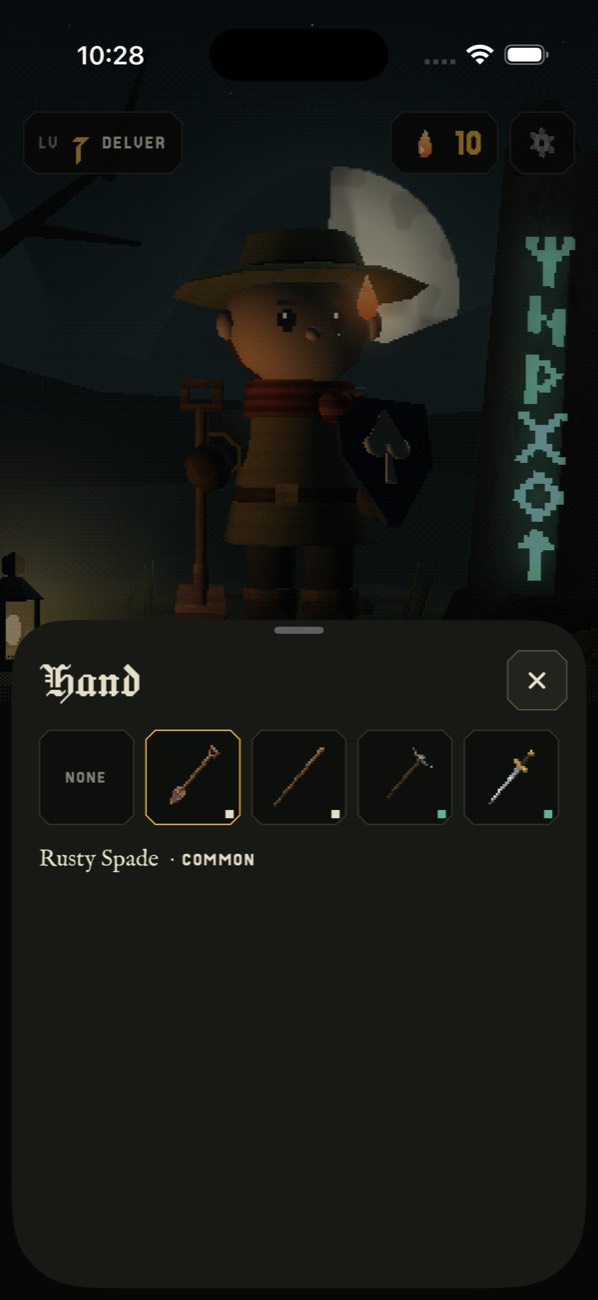 10:28
LV 7 DELVER
10
ᛉ
ᚺ
ᚦ
ᛝ
ᛟ
ᛏ
Hand
NONE
Rusty Spade · COMMON